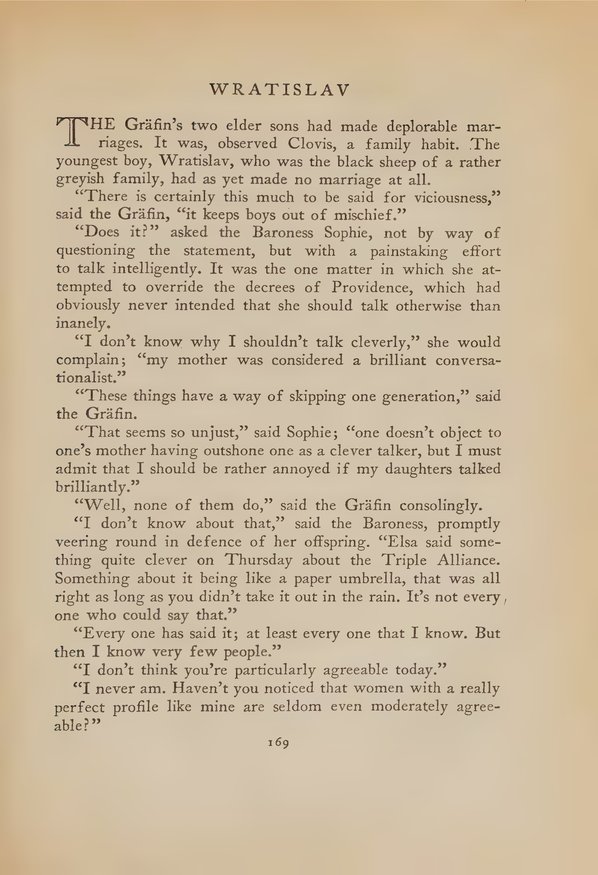 WRATISLAV
THE Gräfin's two elder sons had made deplorable mar-
riages. It was, observed Clovis, a family habit. The
youngest boy, Wratislav, who was the black sheep of a rather
greyish family, had as yet made no marriage at all.
“There is certainly this much to be said for viciousness,”
said the Gräfin, “it keeps boys out of mischief.”
“Does it?” asked the Baroness Sophie, not by way of
questioning the statement, but with a painstaking effort
to talk intelligently. It was the one matter in which she at-
tempted to override the decrees of Providence, which had
obviously never intended that she should talk otherwise than
inanely.
“I don't know why I shouldn't talk cleverly,” she would
complain; “my mother was considered a brilliant conversa-
tionalist.”
“These things have a way of skipping one generation,” said
the Gräfin.
“That seems so unjust,” said Sophie; “one doesn't object to
one's mother having outshone one as a clever talker, but I must
admit that I should be rather annoyed if my daughters talked
brilliantly.”
“Well, none of them do,” said the Gräfin consolingly.
“I don't know about that,” said the Baroness, promptly
veering round in defence of her offspring. “Elsa said some-
thing quite clever on Thursday about the Triple Alliance.
Something about it being like a paper umbrella, that was all
right as long as you didn't take it out in the rain. It's not every
one who could say that.”
“Every one has said it; at least every one that I know. But
then I know very few people.”
“I don't think you're particularly agreeable today.”
“I never am. Haven't you noticed that women with a really
perfect profile like mine are seldom even moderately agree-
able?”
169